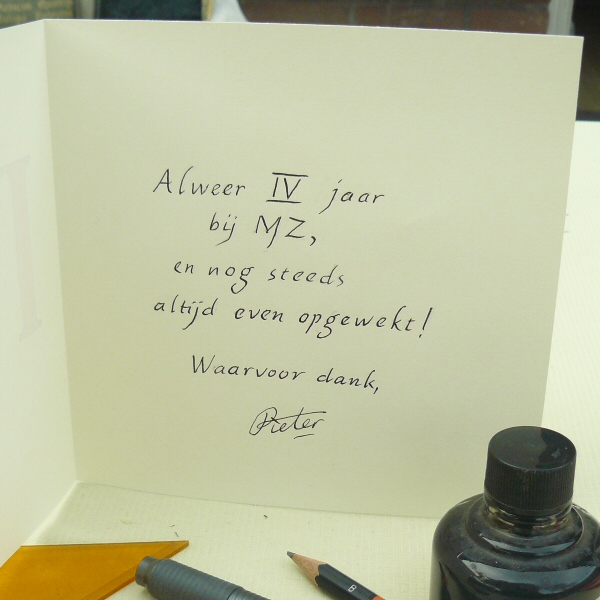 Alweer IV jaar
bij MZ,
en nog steeds
altijd even opgewekt!
Waarvoor dank,
Pieter
B